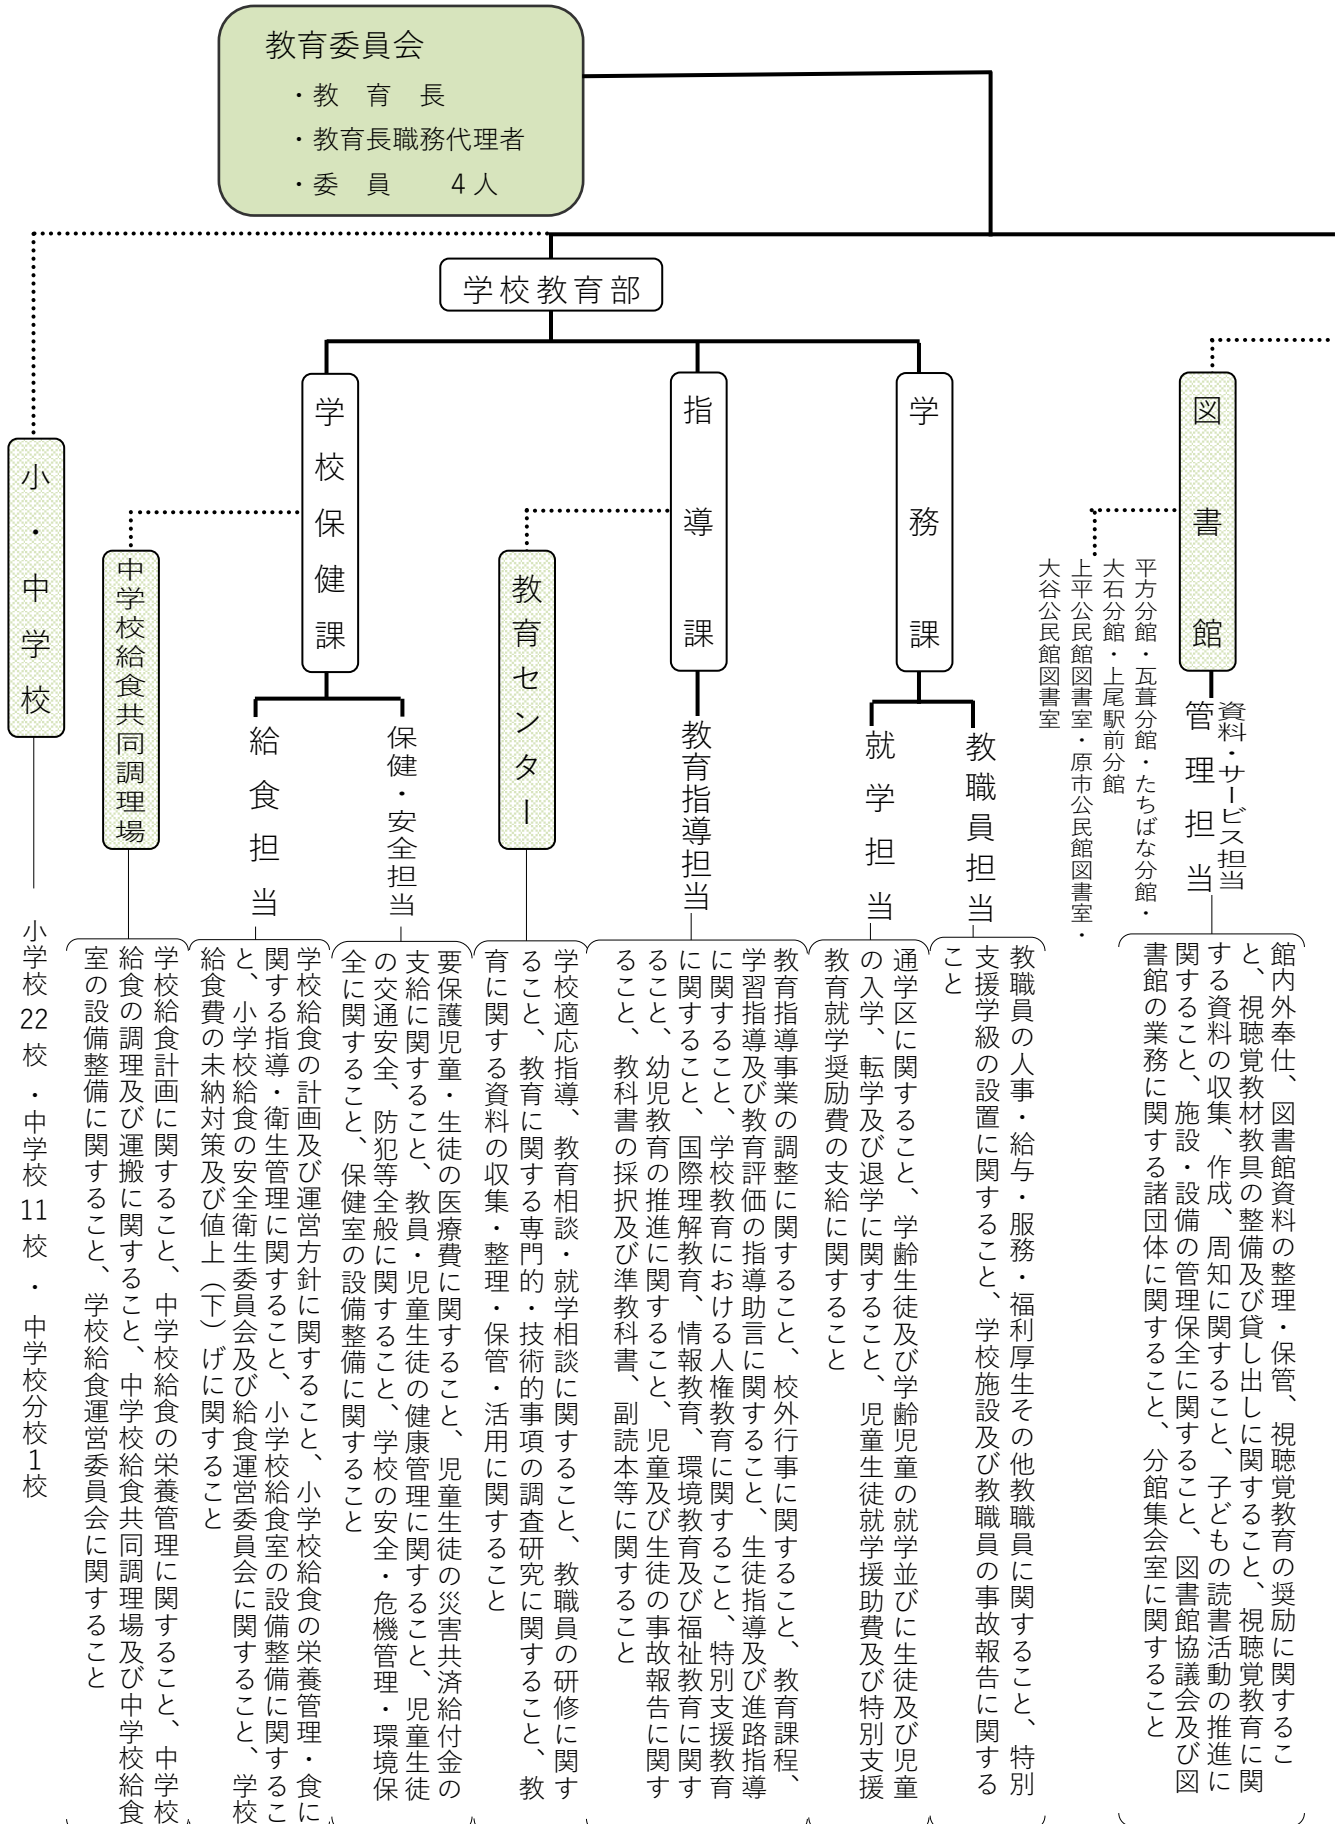 教育委員会
・教　育　長
・教育長職務代理者
・委　員　　4人
学校教育部
図書館
資料・サービス担当
管理担当
館内外奉仕、図書館資料の整理・保管、視聴覚教育の奨励に関するこ
と、視聴覚教材教具の整備及び貸し出しに関すること、視聴覚教育に関
する資料の収集、作成、周知に関すること、子どもの読書活動の推進に
関すること、施設・設備の管理保全に関すること、図書館協議会及び図
書館の業務に関する諸団体に関すること、分館集会室に関すること
平方分館・瓦葺分館・たちばな分館・
大石分館・上尾駅前分館
上平公民館図書室・原市公民館図書室・
大谷公民館図書室
学務課
教職員担当
教職員の人事・給与・服務・福利厚生その他教職員に関すること、特別
支援学級の設置に関すること、学校施設及び教職員の事故報告に関する
こと
就学担当
通学区に関すること、学齢生徒及び学齢児童の就学並びに生徒及び児童
の入学、転学及び退学に関すること、児童生徒就学援助費及び特別支援
教育就学奨励費の支給に関すること
指導課
教育指導担当
教育指導事業の調整に関すること、校外行事に関すること、教育課程、
学習指導及び教育評価の指導助言に関すること、生徒指導及び進路指導
に関すること、学校教育における人権教育に関すること、特別支援教育
に関すること、国際理解教育、情報教育、環境教育及び福祉教育に関す
ること、幼児教育の推進に関すること、児童及び生徒の事故報告に関す
ること、教科書の採択及び準教科書、副読本等に関すること
教育センター
学校適応指導、教育相談・就学相談に関すること、教職員の研修に関す
ること、教育に関する専門的・技術的事項の調査研究に関すること、教
育に関する資料の収集・整理・保管・活用に関すること
学校保健課
保健・安全担当
要保護児童・生徒の医療費に関すること、児童生徒の災害共済給付金の
支給に関すること、教員・児童生徒の健康管理に関すること、児童生徒
の交通安全、防犯等全般に関すること、学校の安全・危機管理・環境保
全に関すること、保健室の設備整備に関すること
給食担当
学校給食の計画及び運営方針に関すること、小学校給食の栄養管理・食に
関する指導・衛生管理に関すること、小学校給食室の設備整備に関するこ
と、小学校給食の安全衛生委員会及び給食運営委員会に関すること、学校
給食費の未納対策及び値上（下）げに関すること
中学校給食共同調理場
学校給食計画に関すること、中学校給食の栄養管理に関すること、中学校
給食の調理及び運搬に関すること、中学校給食共同調理場及び中学校給食
室の設備整備に関すること、学校給食運営委員会に関すること
小・中学校
小学校22校・中学校11校・中学校分校1校